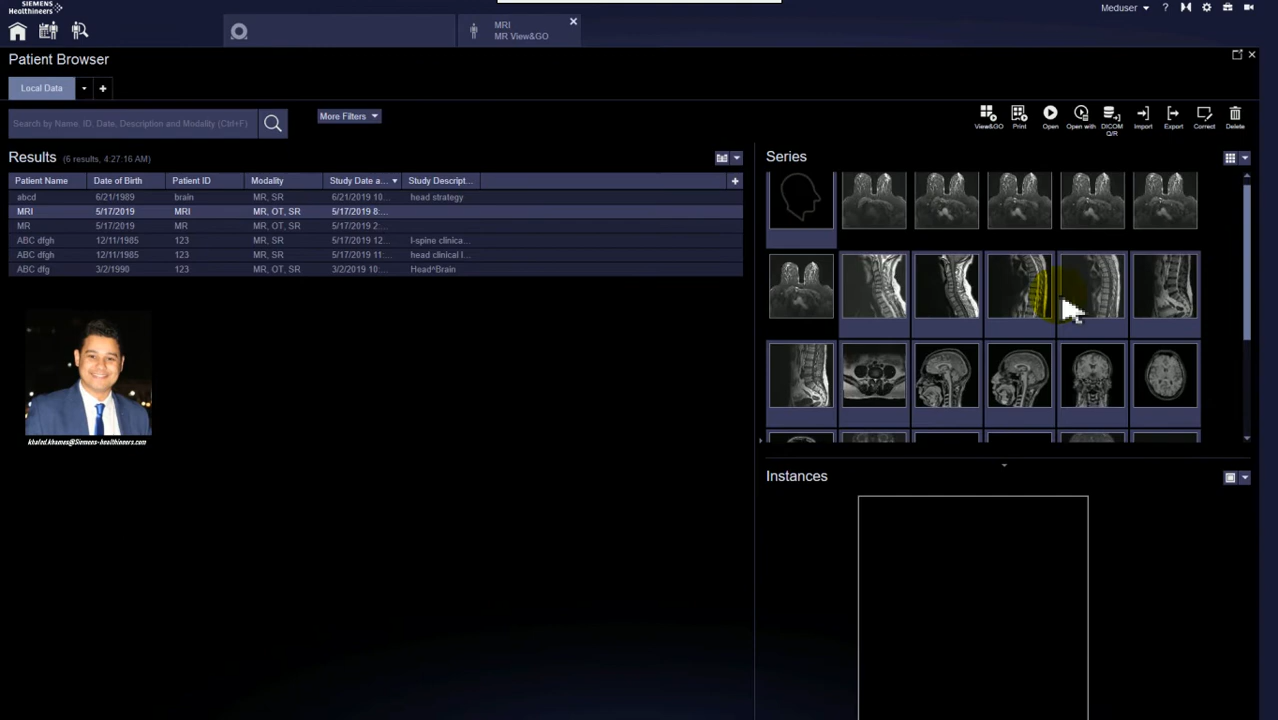 SIEMENS
Healthineers
Meduser
?
MRI
MR View&GO
Patient Browser
Local Data
Search by Name, ID, Date, Description and Modality (Ctrl+F)
More Filters
View&GO
Print
Open
Open with
DICOM
Q/R
Import
Export
Correct
Delete
Results (6 results, 4:27:16 AM)
Series
Patient Name Date of Birth Patient ID Modality Study Date a... Study Descript...
abcd 6/21/1989 brain MR, SR 6/21/2019 10... head strategy
MRI 5/17/2019 MRI MR, OT, SR 5/17/2019 8:...
MR 5/17/2019 MR MR, OT, SR 5/17/2019 2:...
ABC dfgh 12/11/1985 123 MR, SR 5/17/2019 12... l-spine clinica...
ABC dfgh 12/11/1985 123 MR, SR 5/17/2019 11:... head clinical l...
ABC dfg 3/2/1990 123 MR, OT, SR 3/2/2019 10:... Head^Brain
khaled.khames@Siemens-healthineers.com
Instances